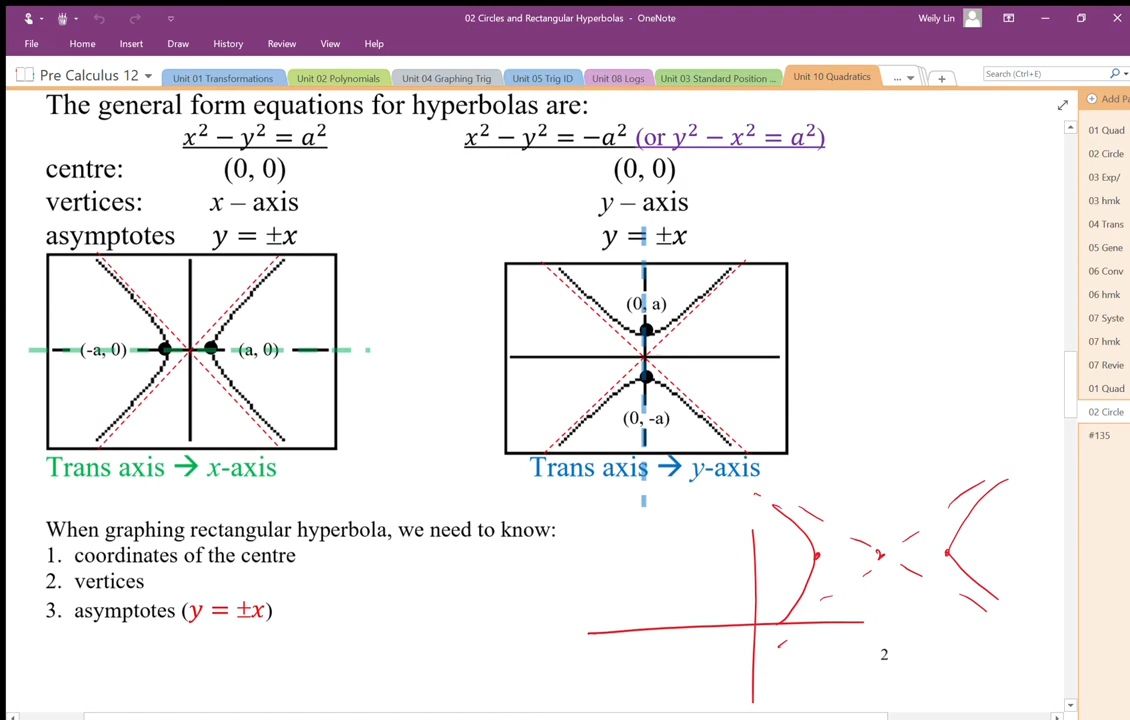 02 Circles and Rectangular Hyperbolas - OneNote
Weily Lin
File Home Insert Draw History Review View Help
Pre Calculus 12
Unit 01 Transformations
Unit 02 Polynomials
Unit 04 Graphing Trig
Unit 05 Trig ID
Unit 08 Logs
Unit 03 Standard Position ...
Unit 10 Quadratics
...
Search (Ctrl+E)
The general form equations for hyperbolas are:
x² − y² = a² x² − y² = −a² (or y² − x² = a²)
centre: (0, 0) (0, 0)
vertices: x – axis y – axis
asymptotes y = ±x y = ±x
(-a, 0) (a, 0)
(0, a)
(0, -a)
Trans axis → x-axis Trans axis → y-axis
When graphing rectangular hyperbola, we need to know:
1. coordinates of the centre
2. vertices
3. asymptotes (y = ±x)
2
Add Pa
01 Quad
02 Circle
03 Exp/
03 hmk
04 Trans
05 Gene
06 Conv
06 hmk
07 Syste
07 hmk
07 Revie
01 Quad
02 Circle
#135